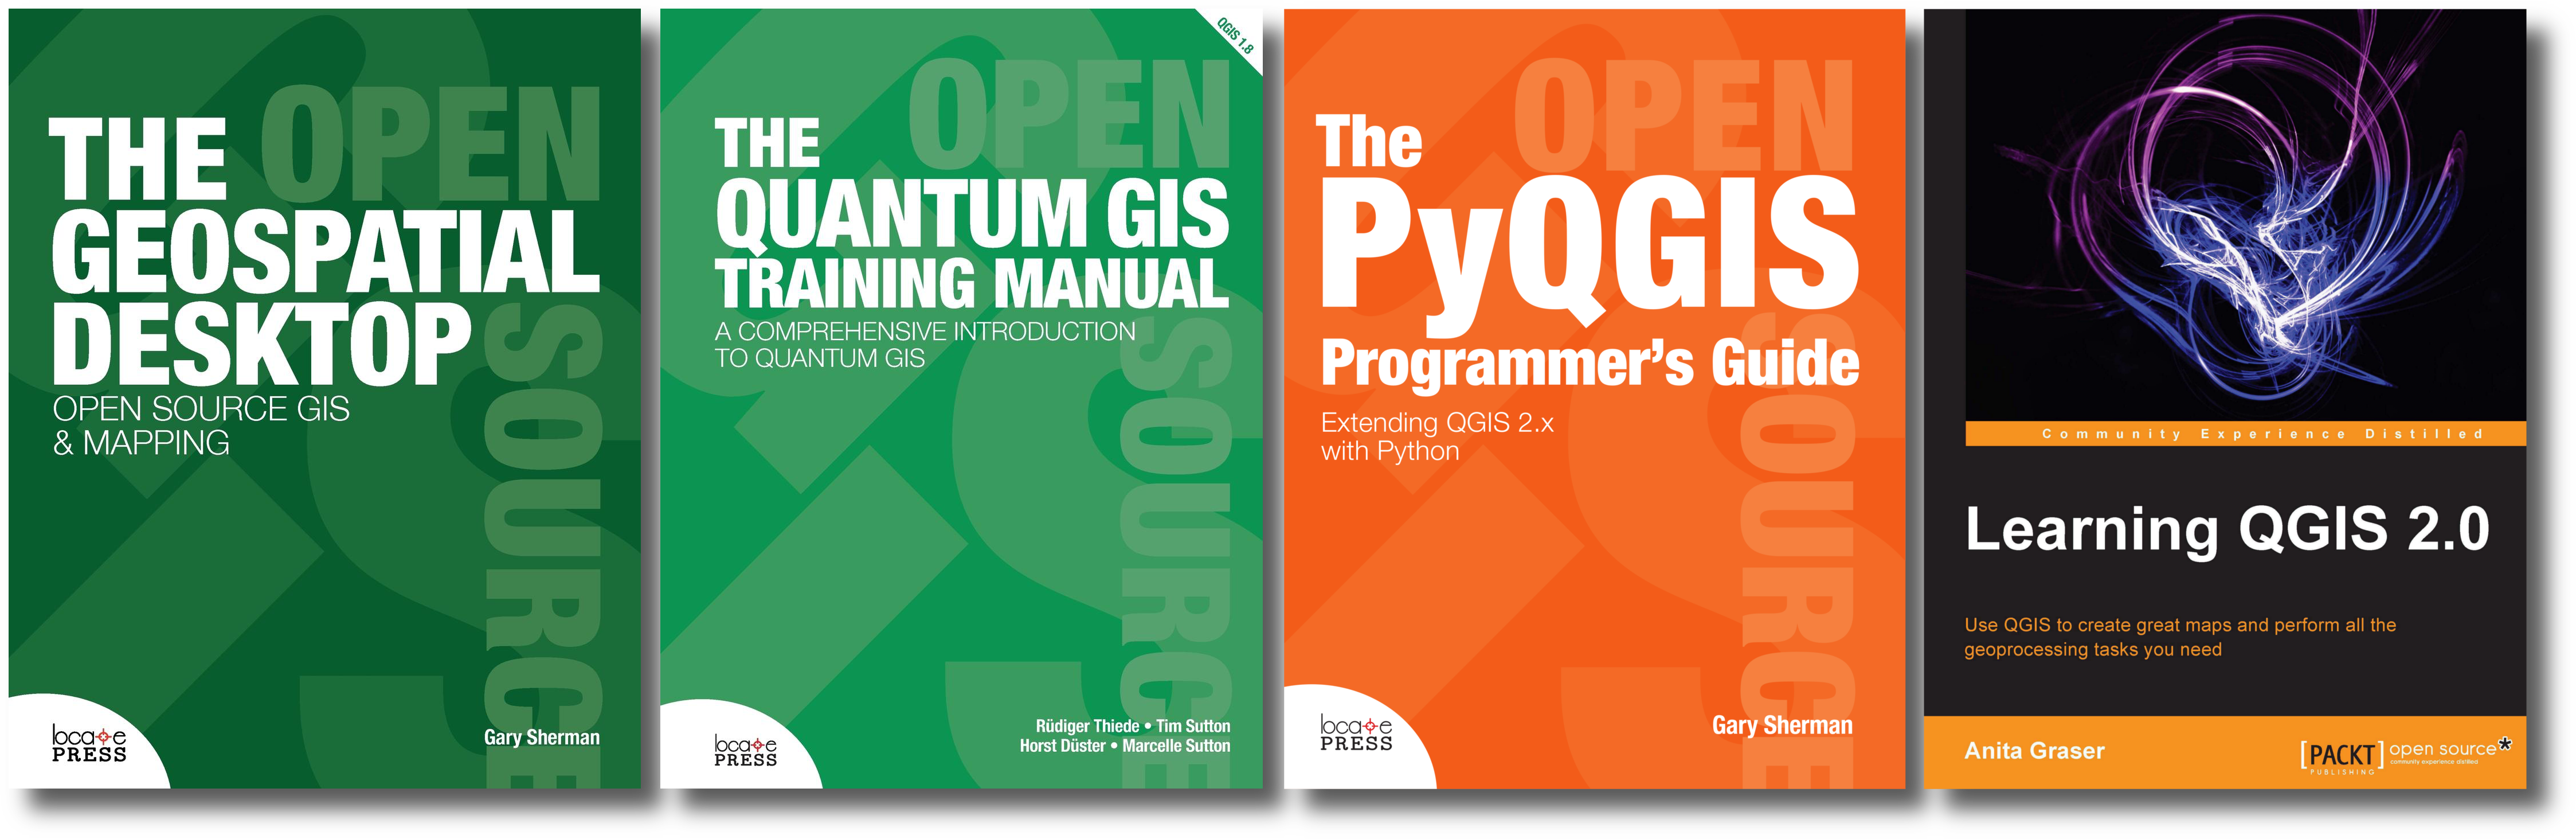 OPEN
SOURCE
THE
GEOSPATIAL
DESKTOP
OPEN SOURCE GIS
& MAPPING
locate
PRESS
Gary Sherman
QGIS 1.8
OPEN
SOURCE
THE
QUANTUM GIS
TRAINING MANUAL
A COMPREHENSIVE INTRODUCTION
TO QUANTUM GIS
Rüdiger Thiede • Tim Sutton
Horst Düster • Marcelle Sutton
locate
PRESS
OPEN
SOURCE
The
PyQGIS
Programmer's Guide
Extending QGIS 2.x
with Python
locate
PRESS
Gary Sherman
Community Experience Distilled
Learning QGIS 2.0
Use QGIS to create great maps and perform all the
geoprocessing tasks you need
Anita Graser
[PACKT] open source*
PUBLISHING community experience distilled